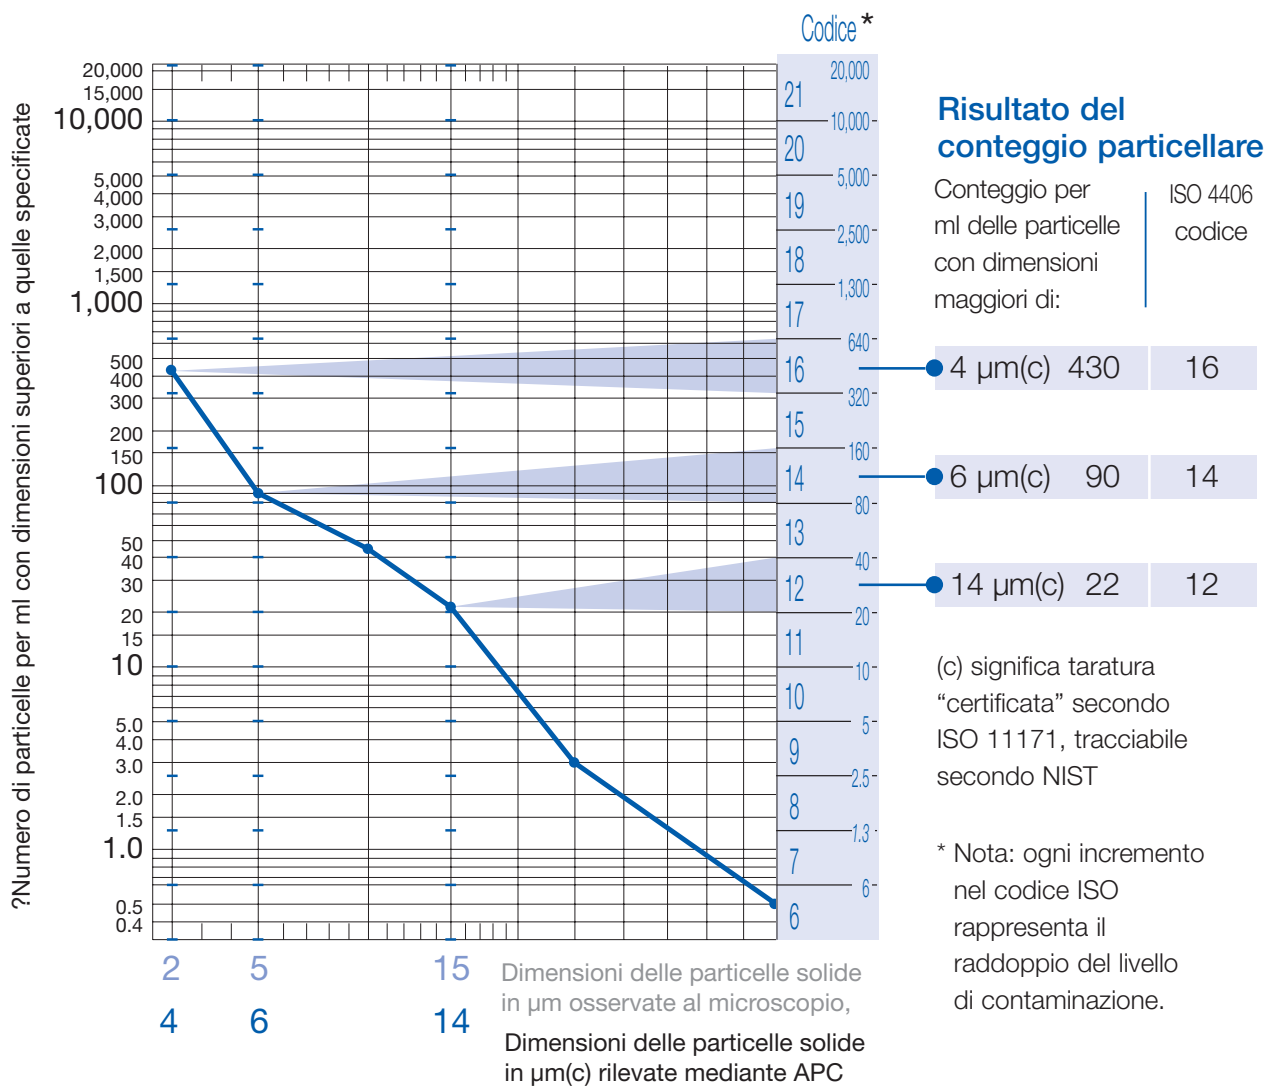 Codice *
?Numero di particelle per ml con dimensioni superiori a quelle specificate
20,000
15,000
10,000
5,000
4,000
3,000
2,000
1,500
1,000
500
400
300
200
150
100
50
40
30
20
15
10
5.0
4.0
3.0
2.0
1.5
1.0
0.5
0.4
21
20
19
18
17
16
15
14
13
12
11
10
9
8
7
6
20,000
10,000
5,000
2,500
1,300
640
320
160
80
40
20
10
5
2.5
1.3
6
2 5 15
4 6 14
Dimensioni delle particelle solide
in µm osservate al microscopio,
Dimensioni delle particelle solide
in µm(c) rilevate mediante APC
Risultato del
conteggio particellare
Conteggio per
ml delle particelle
con dimensioni
maggiori di:
ISO 4406
codice
4 µm(c) 430 16
6 µm(c) 90 14
14 µm(c) 22 12
(c) significa taratura
“certificata” secondo
ISO 11171, tracciabile
secondo NIST
* Nota: ogni incremento
nel codice ISO
rappresenta il
raddoppio del livello
di contaminazione.